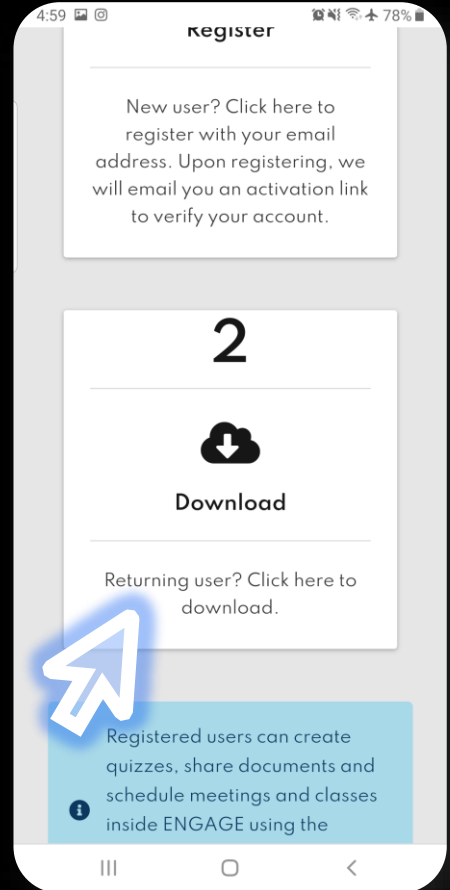 4:59 78%
Register
New user? Click here to
register with your email
address. Upon registering, we
will email you an activation link
to verify your account.
2
Download
Returning user? Click here to
download.
Registered users can create
quizzes, share documents and
schedule meetings and classes
inside ENGAGE using the